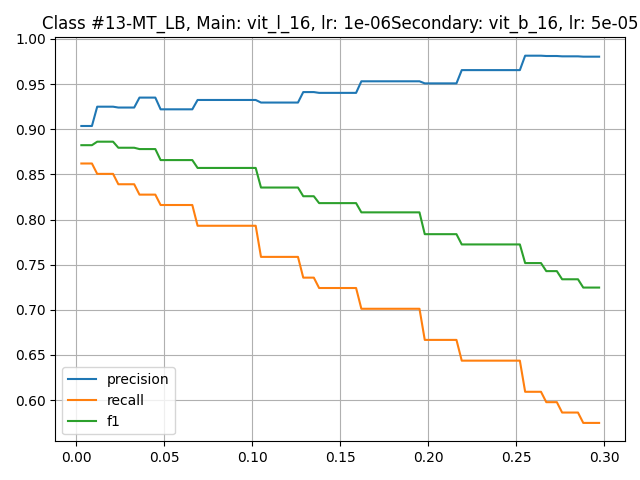 Class #13-MT_LB, Main: vit_l_16, lr: 1e-06Secondary: vit_b_16, lr: 5e-05
1.00
0.95
0.90
0.85
0.80
0.75
0.70
0.65
0.60
precision
recall
f1
0.00 0.05 0.10 0.15 0.20 0.25 0.30